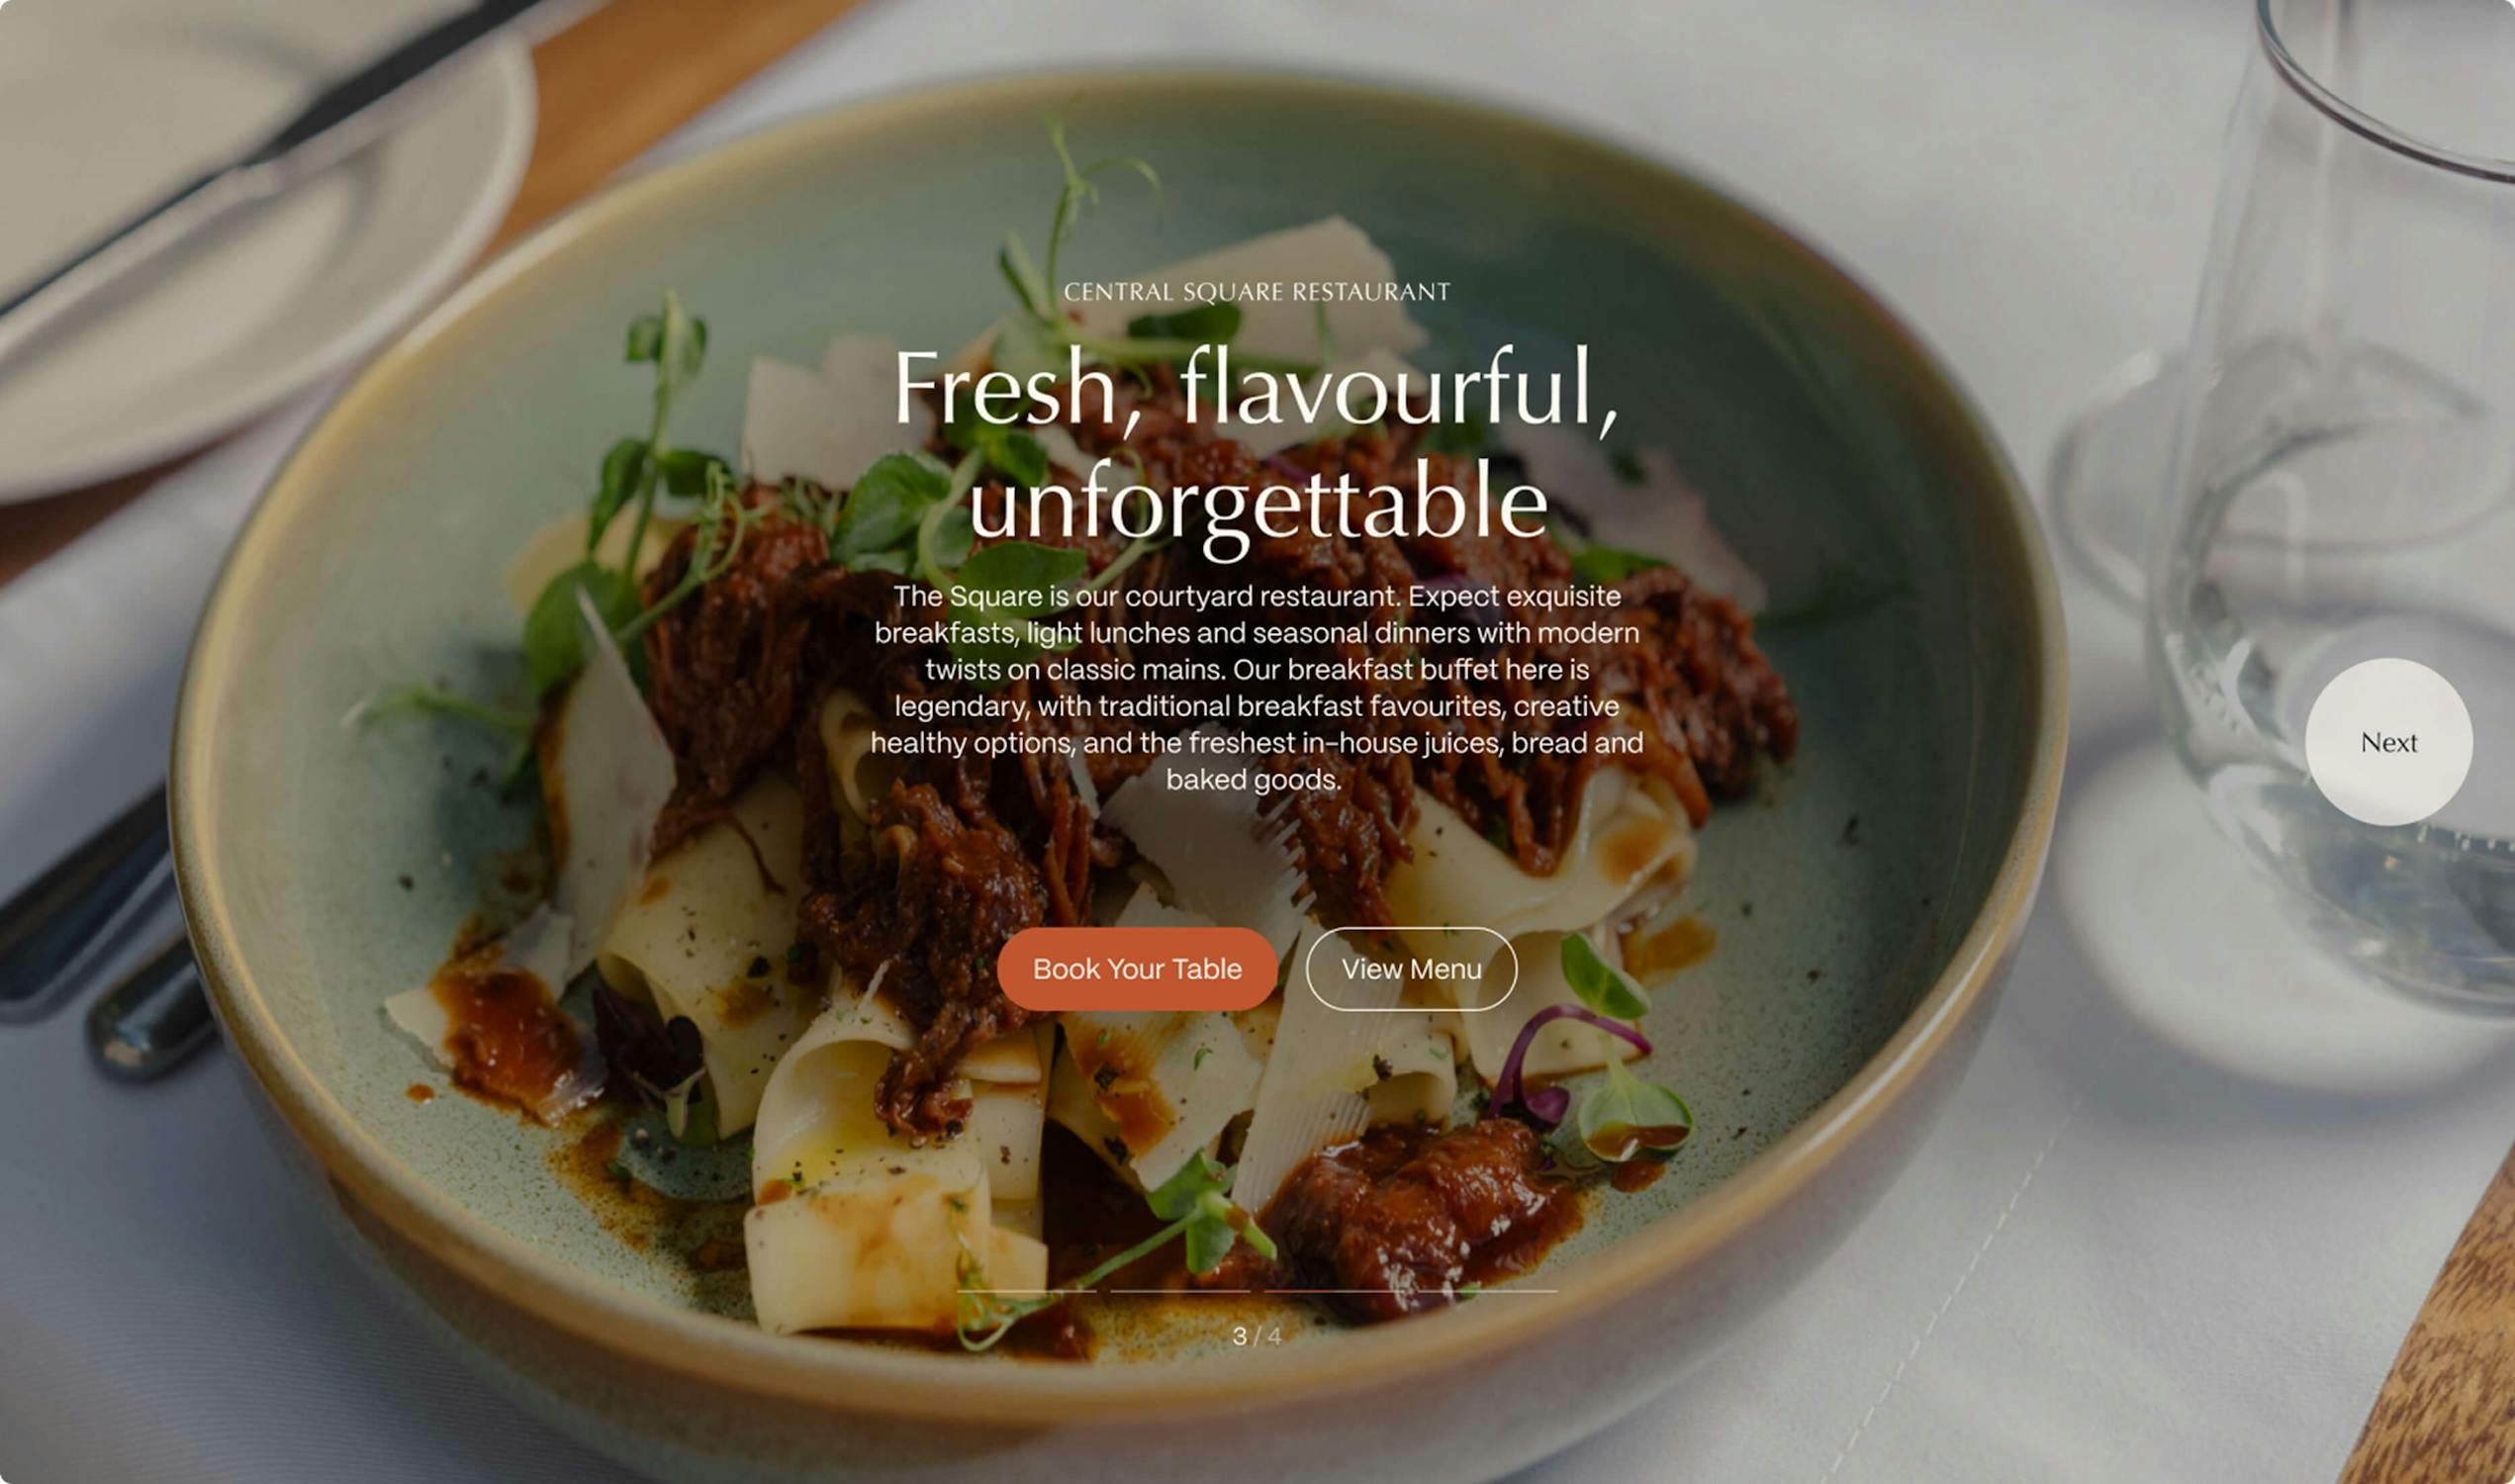 CENTRAL SQUARE RESTAURANT
Fresh, flavourful,
unforgettable
The Square is our courtyard restaurant. Expect exquisite
breakfasts, light lunches and seasonal dinners with modern
twists on classic mains. Our breakfast buffet here is
legendary, with traditional breakfast favourites, creative
healthy options, and the freshest in-house juices, bread and
baked goods.
Next
Book Your Table
View Menu
3 / 4